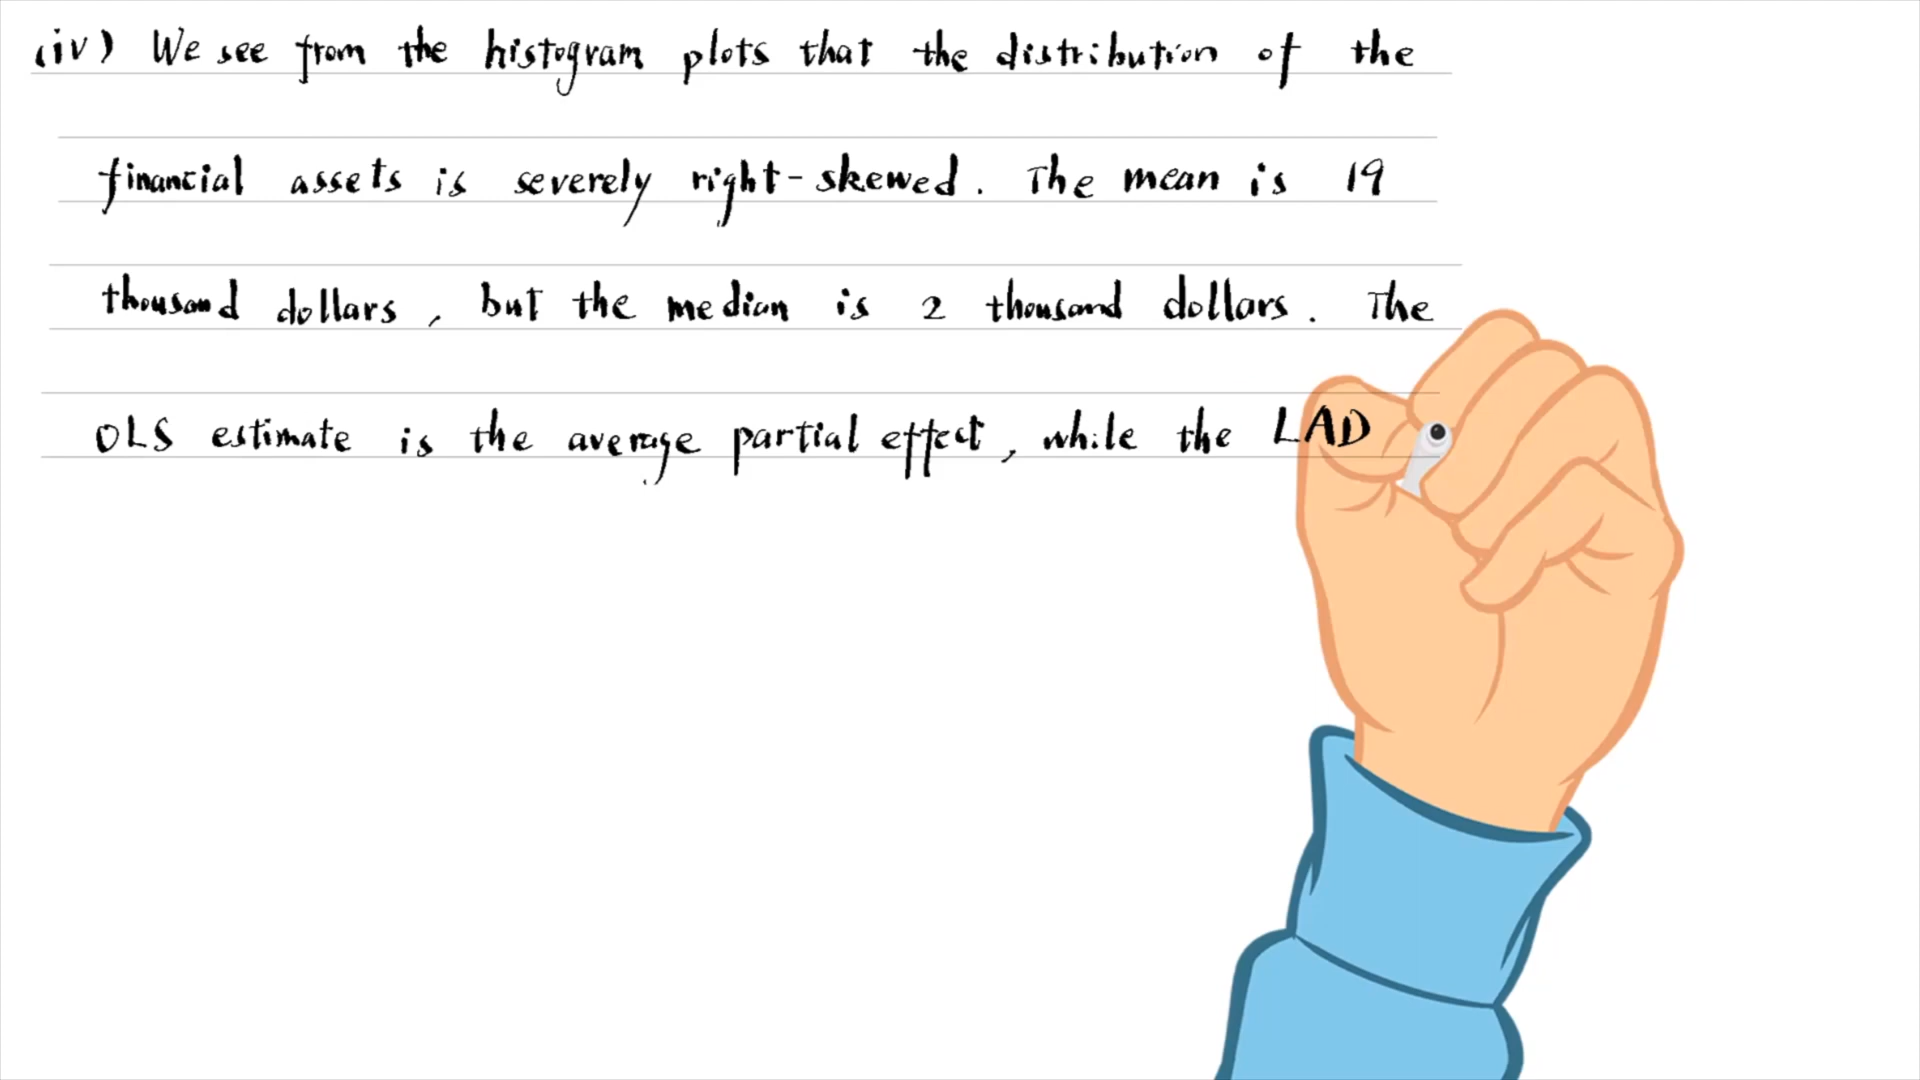 (iv) We see from the histogram plots that the distribution of the
financial assets is severely right-skewed. The mean is 19
thousand dollars, but the median is 2 thousand dollars. The
OLS estimate is the average partial effect, while the LAD